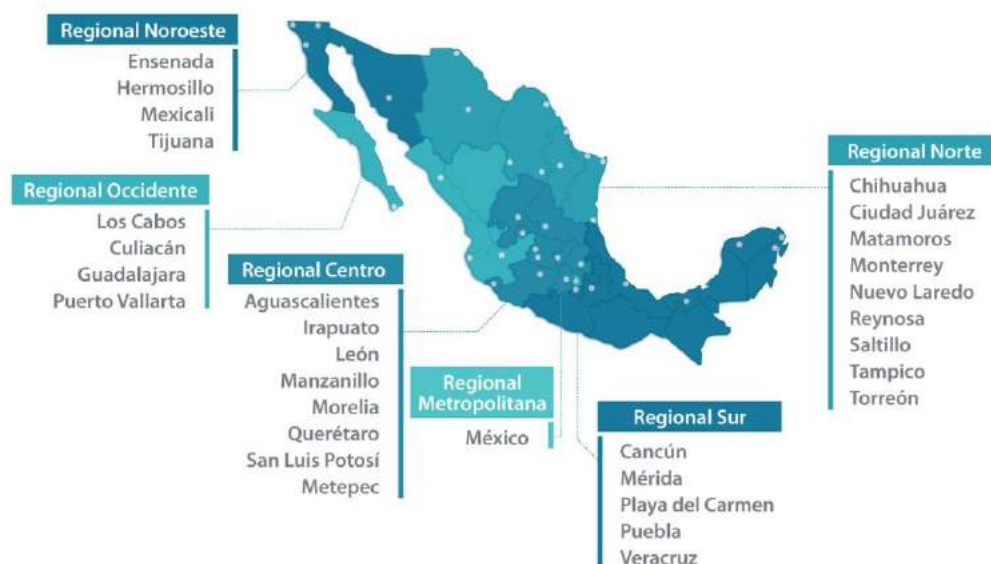 Regional Noroeste
Ensenada
Hermosillo
Mexicali
Tijuana
Regional Occidente
Los Cabos
Culiacán
Guadalajara
Puerto Vallarta
Regional Centro
Aguascalientes
Irapuato
León
Manzanillo
Morelia
Querétaro
San Luis Potosí
Metepec
Regional
Metropolitana
México
Regional Sur
Cancún
Mérida
Playa del Carmen
Puebla
Veracruz
Regional Norte
Chihuahua
Ciudad Juárez
Matamoros
Monterrey
Nuevo Laredo
Reynosa
Saltillo
Tampico
Torreón